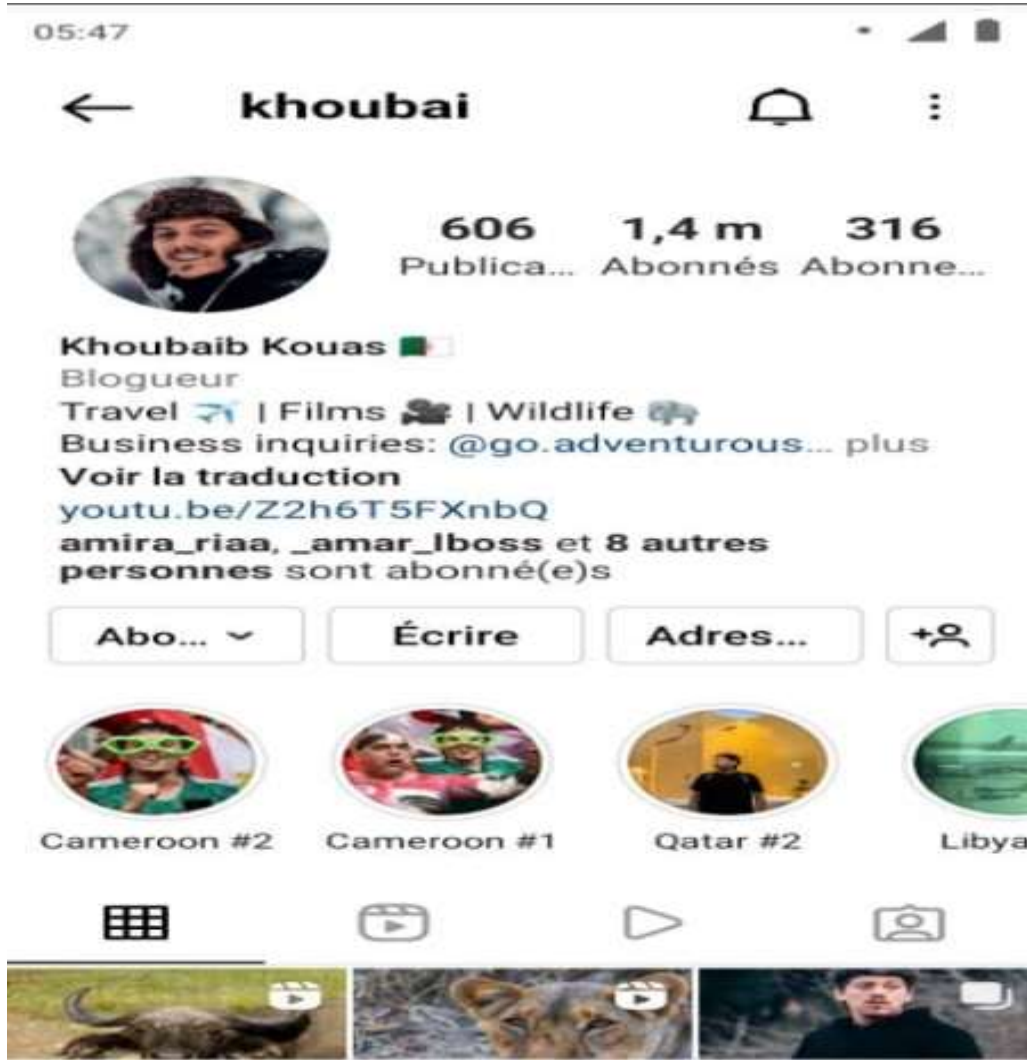 05:47
khoubai
606 1,4 m 316
Publica... Abonnés Abonne...
Khoubaib Kouas
Blogueur
Travel ✈️ | Films 🎥 | Wildlife 🐘
Business inquiries: @go.adventurous... plus
Voir la traduction
youtu.be/Z2h6T5FXnbQ
amira_riaa, _amar_lboss et 8 autres
personnes sont abonné(e)s
Abo... Écrire Adres...
Cameroon #2 Cameroon #1 Qatar #2 Libya